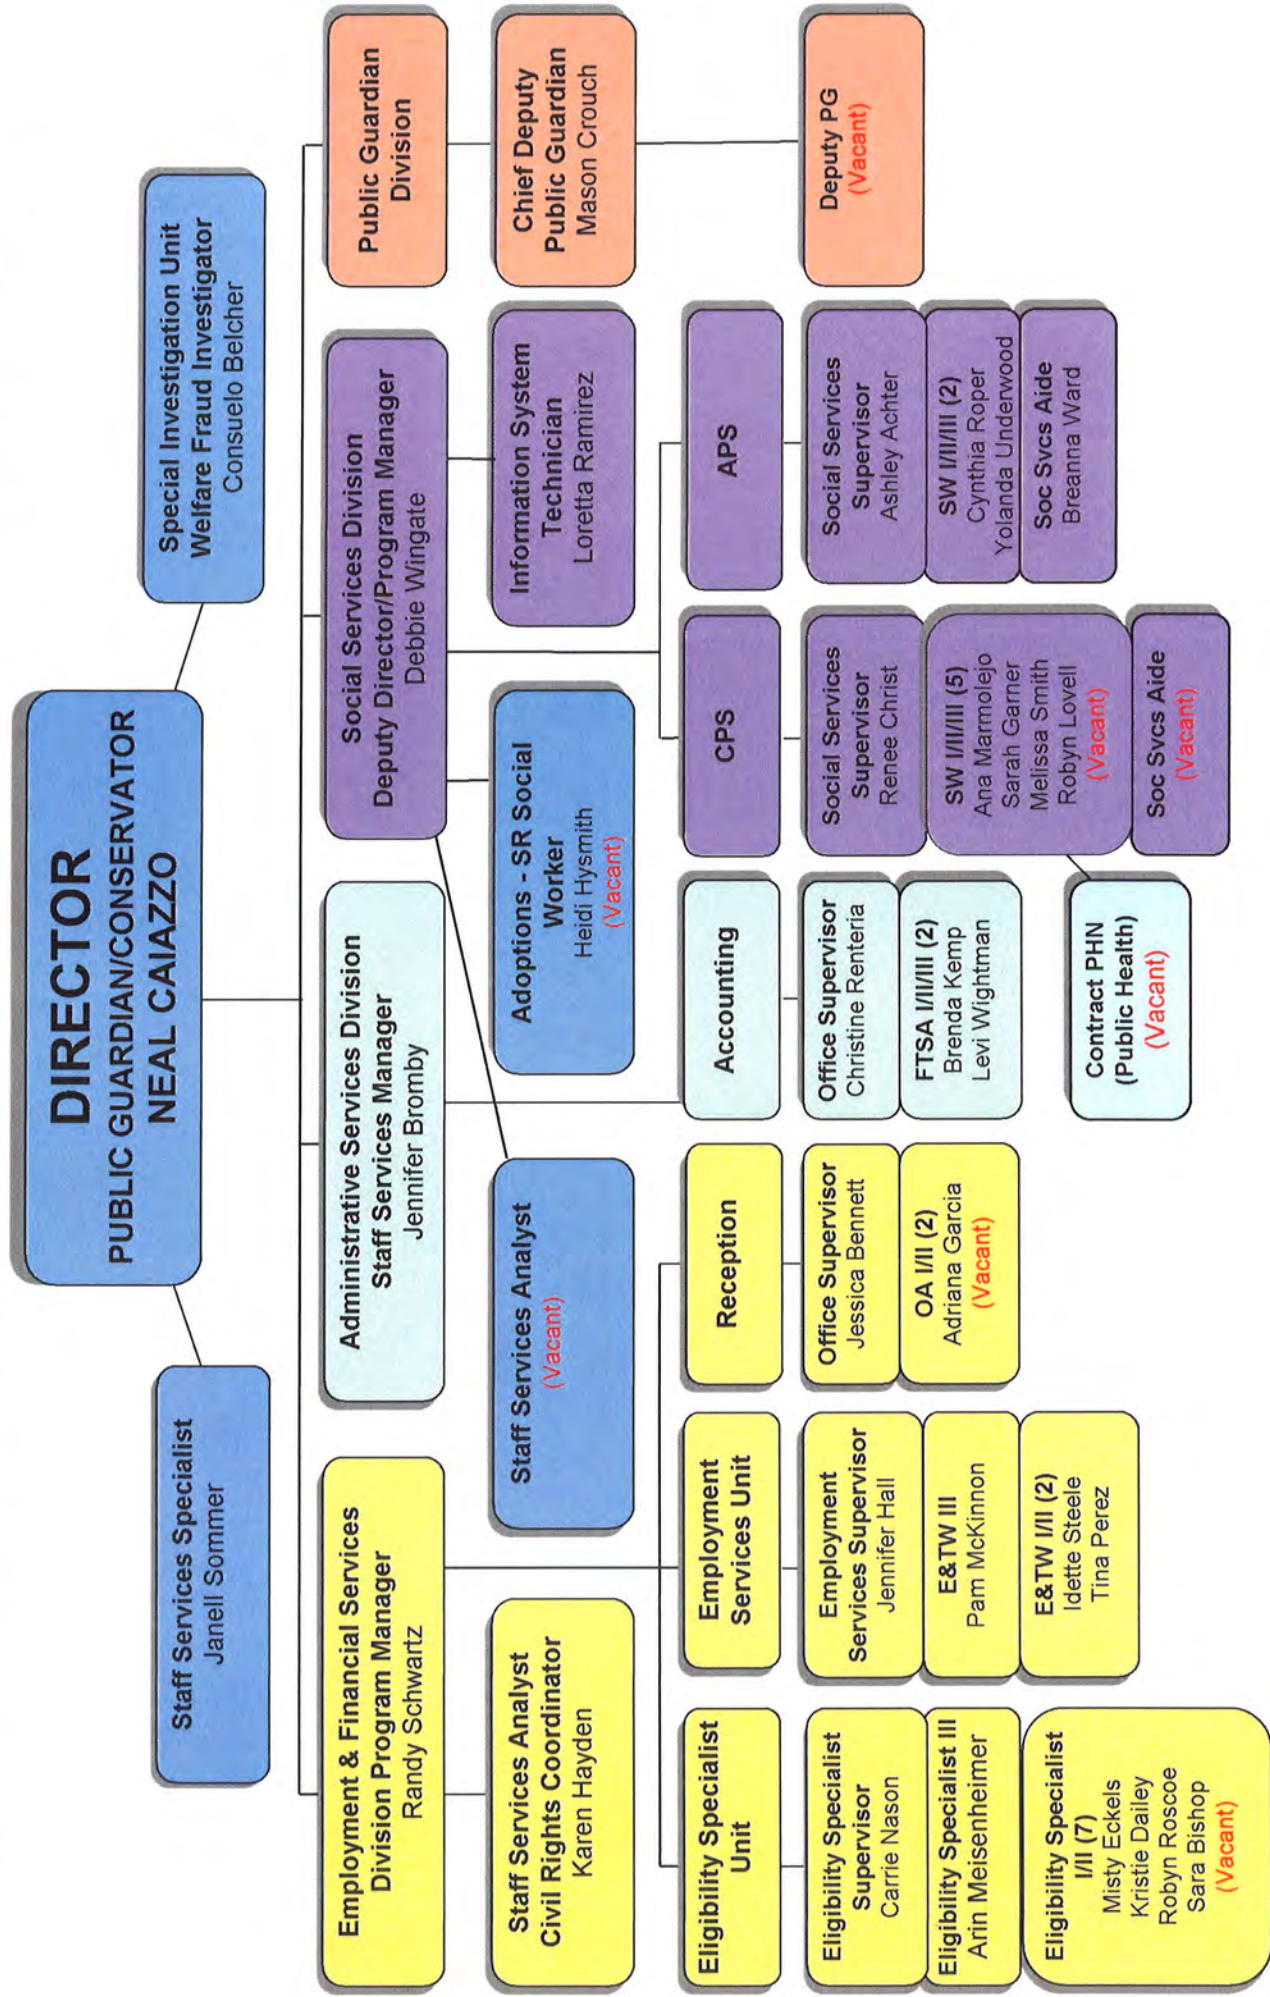 DIRECTOR
PUBLIC GUARDIAN/CONSERVATOR
NEAL CAIAZZO
Staff Services Specialist
Janell Sommer
Special Investigation Unit
Welfare Fraud Investigator
Consuelo Belcher
Employment & Financial Services
Division Program Manager
Randy Schwartz
Administrative Services Division
Staff Services Manager
Jennifer Bromby
Social Services Division
Deputy Director/Program Manager
Debbie Wingate
Public Guardian
Division
Staff Services Analyst
Civil Rights Coordinator
Karen Hayden
Staff Services Analyst
(Vacant)
Adoptions - SR Social
Worker
Heidi Hysmith
(Vacant)
Information System
Technician
Loretta Ramirez
Chief Deputy
Public Guardian
Mason Crouch
Eligibility Specialist
Unit
Eligibility Specialist
Supervisor
Carrie Nason
Eligibility Specialist III
Arin Meisenheimer
Eligibility Specialist
I/II (7)
Misty Eckels
Kristie Dailey
Robyn Roscoe
Sara Bishop
(Vacant)
Employment
Services Unit
Employment
Services Supervisor
Jennifer Hall
E&TW III
Pam McKinnon
E&TW I/II (2)
Idette Steele
Tina Perez
Reception
Office Supervisor
Jessica Bennett
OA I/II (2)
Adriana Garcia
(Vacant)
Accounting
Office Supervisor
Christine Renteria
FTSA I/II/III (2)
Brenda Kemp
Levi Wightman
Contract PHN
(Public Health)
(Vacant)
CPS
Social Services
Supervisor
Renee Christ
SW I/II/III (5)
Ana Marmolejo
Sarah Garner
Melissa Smith
Robyn Lovell
(Vacant)
Soc Svcs Aide
(Vacant)
APS
Social Services
Supervisor
Ashley Achter
SW I/II/III (2)
Cynthia Roper
Yolanda Underwood
Soc Svcs Aide
Breanna Ward
Deputy PG
(Vacant)